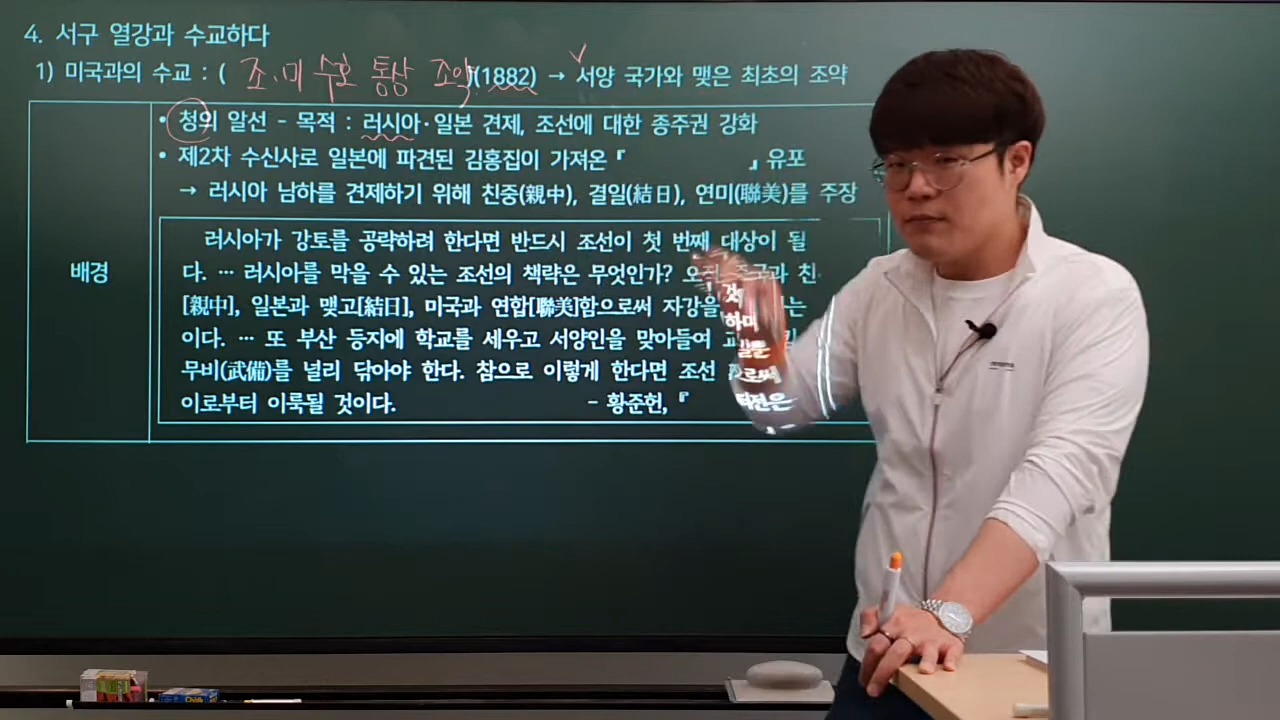 4. 서구 열강과 수교하다
1) 미국과의 수교 : ( 조·미 수호 통상 조약)(1882) → 서양 국가와 맺은 최초의 조약
배경
• 청의 알선 - 목적 : 러시아·일본 견제, 조선에 대한 종주권 강화
• 제2차 수신사로 일본에 파견된 김홍집이 가져온『 』유포
→ 러시아 남하를 견제하기 위해 친중(親中), 결일(結日), 연미(聯美)를 주장
러시아가 강토를 공략하려 한다면 반드시 조선이 첫 번째 대상이 될
다. … 러시아를 막을 수 있는 조선의 책략은 무엇인가? 중국과 친
[親中], 일본과 맺고[結日], 미국과 연합[聯美]함으로써 자강을 는 것
이다. … 또 부산 등지에 학교를 세우고 서양인을 맞아들여 하며
무비(武備)를 널리 닦아야 한다. 참으로 이렇게 한다면 조선
이로부터 이룩될 것이다. - 황준헌,『